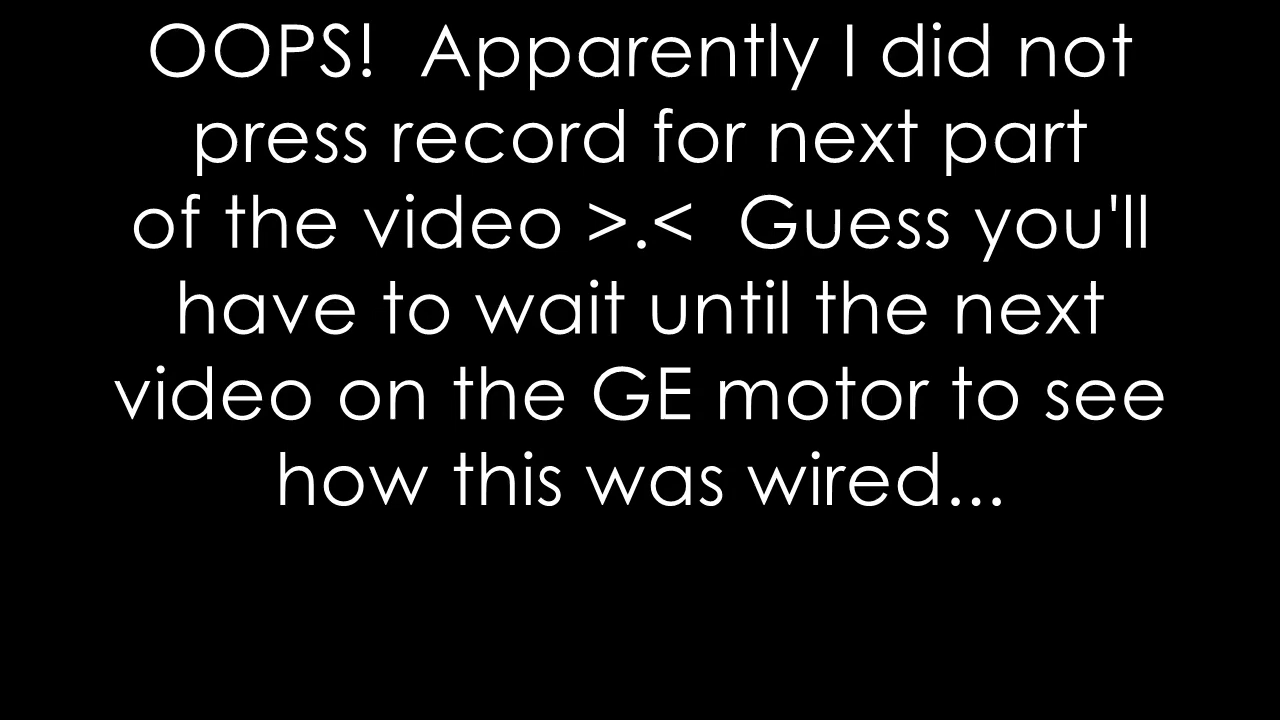 OOPS!  Apparently I did not
press record for next part
of the video >.<  Guess you'll
have to wait until the next
video on the GE motor to see
how this was wired...